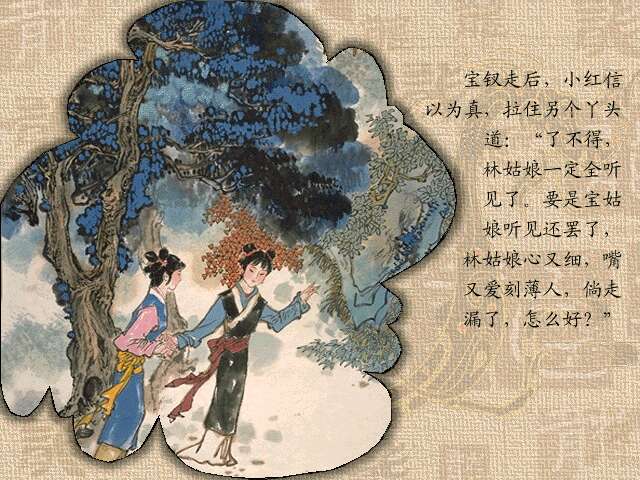 宝钗走后，小红信
以为真，拉住另个丫头
道：“了不得，
林姑娘一定全听
见了。要是宝姑
娘听见还罢了，
林姑娘心又细，嘴
又爱刻薄人，倘走
漏了，怎么好？”